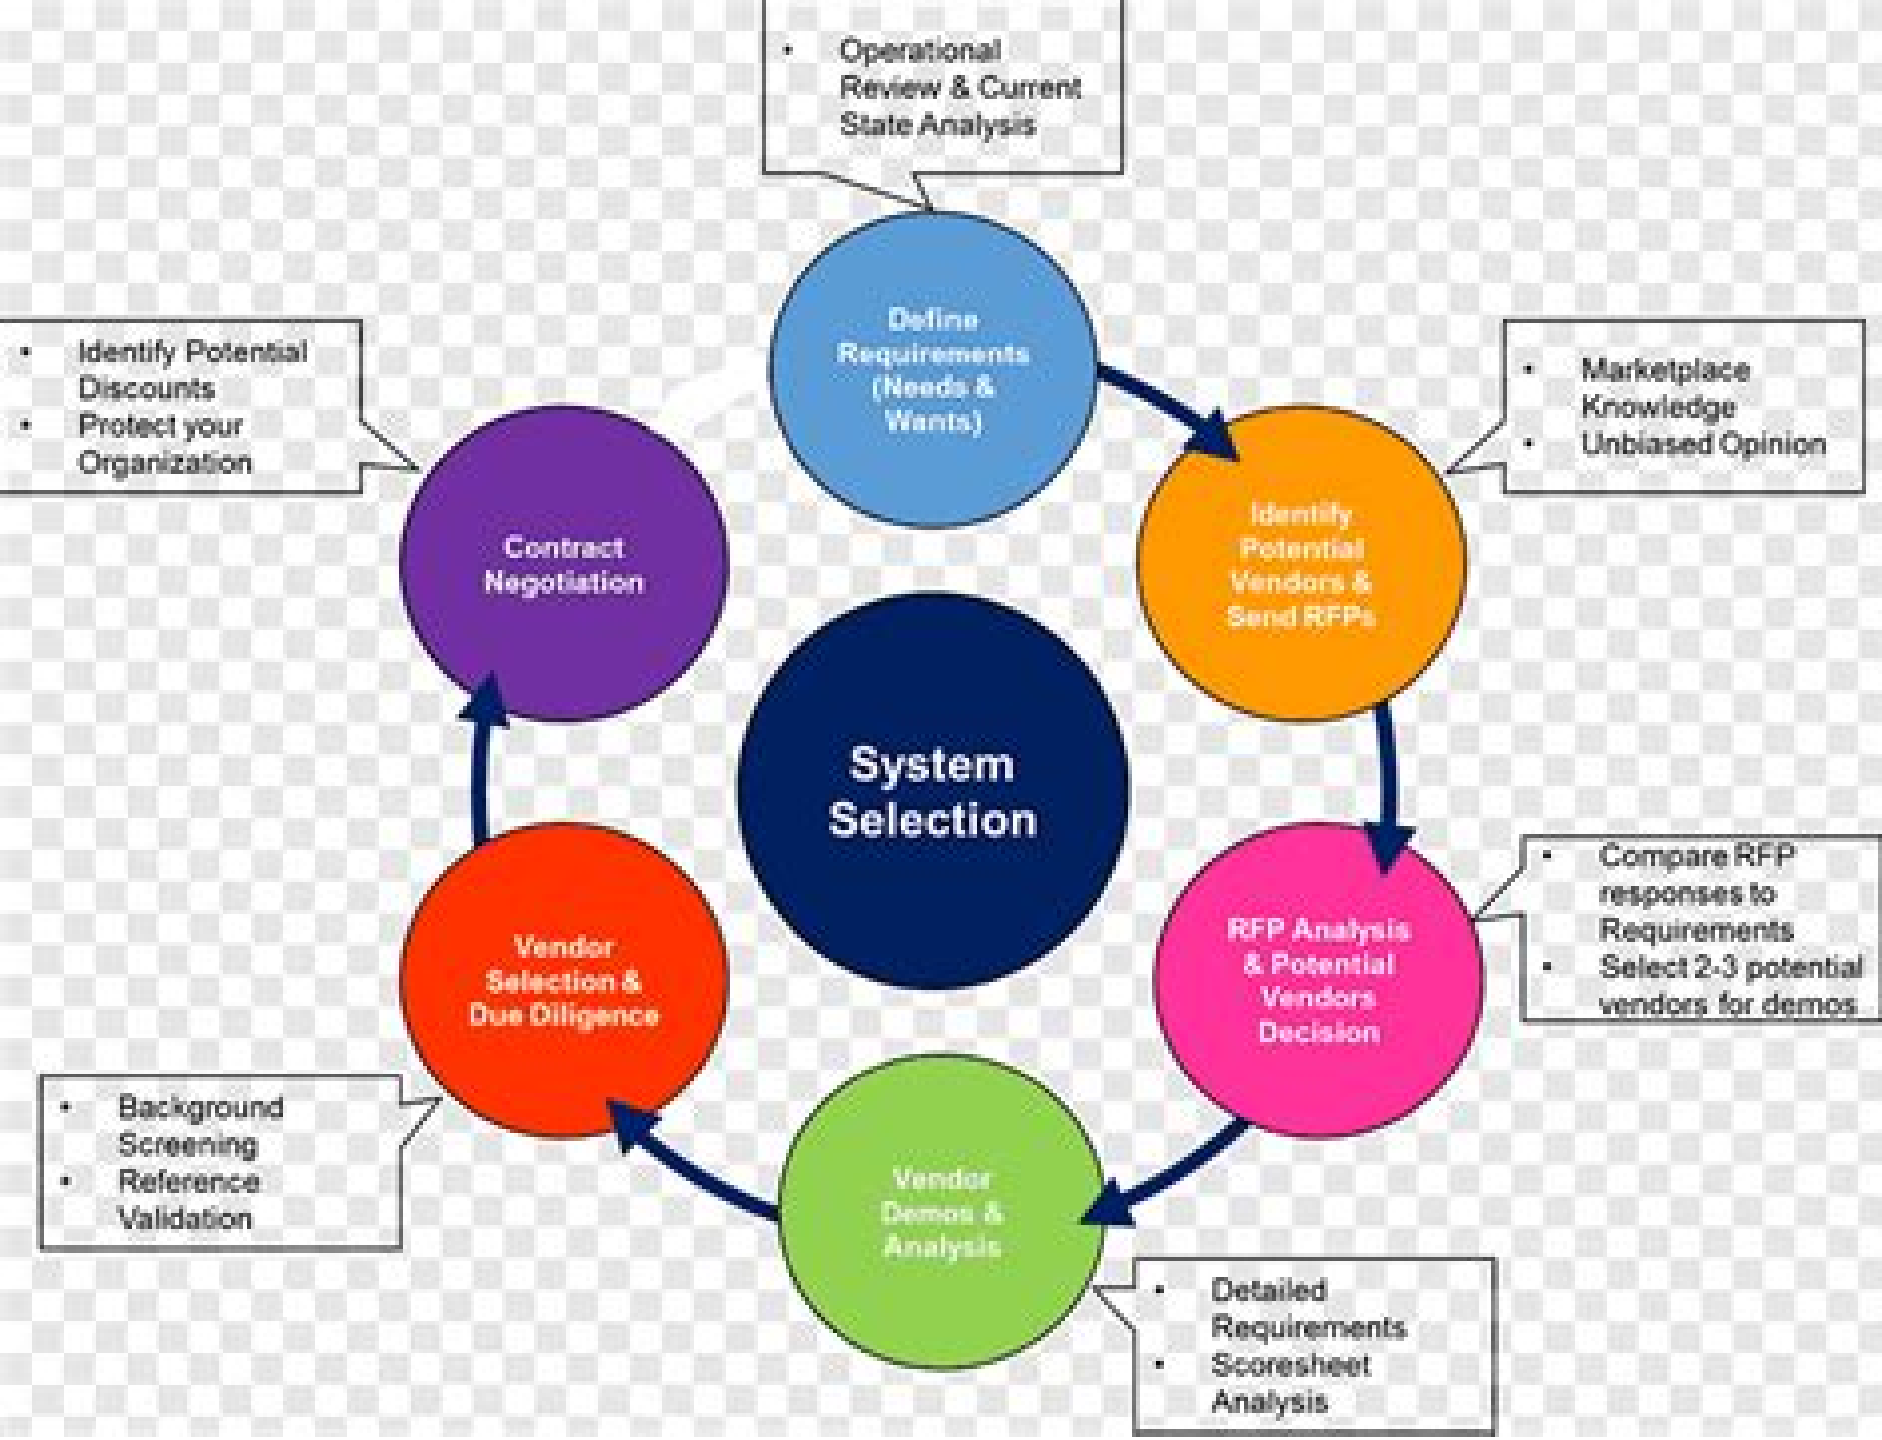 • Operational
Review & Current
State Analysis
Define
Requirements
(Needs &
Wants)
• Marketplace
Knowledge
• Unbiased Opinion
Identify
Potential
Vendors &
Send RFPs
• Compare RFP
responses to
Requirements
• Select 2-3 potential
vendors for demos
RFP Analysis
& Potential
Vendors
Decision
• Detailed
Requirements
• Scoresheet
Analysis
Vendor
Demos &
Analysis
• Background
Screening
• Reference
Validation
Vendor
Selection &
Due Diligence
• Identify Potential
Discounts
• Protect your
Organization
Contract
Negotiation
System
Selection